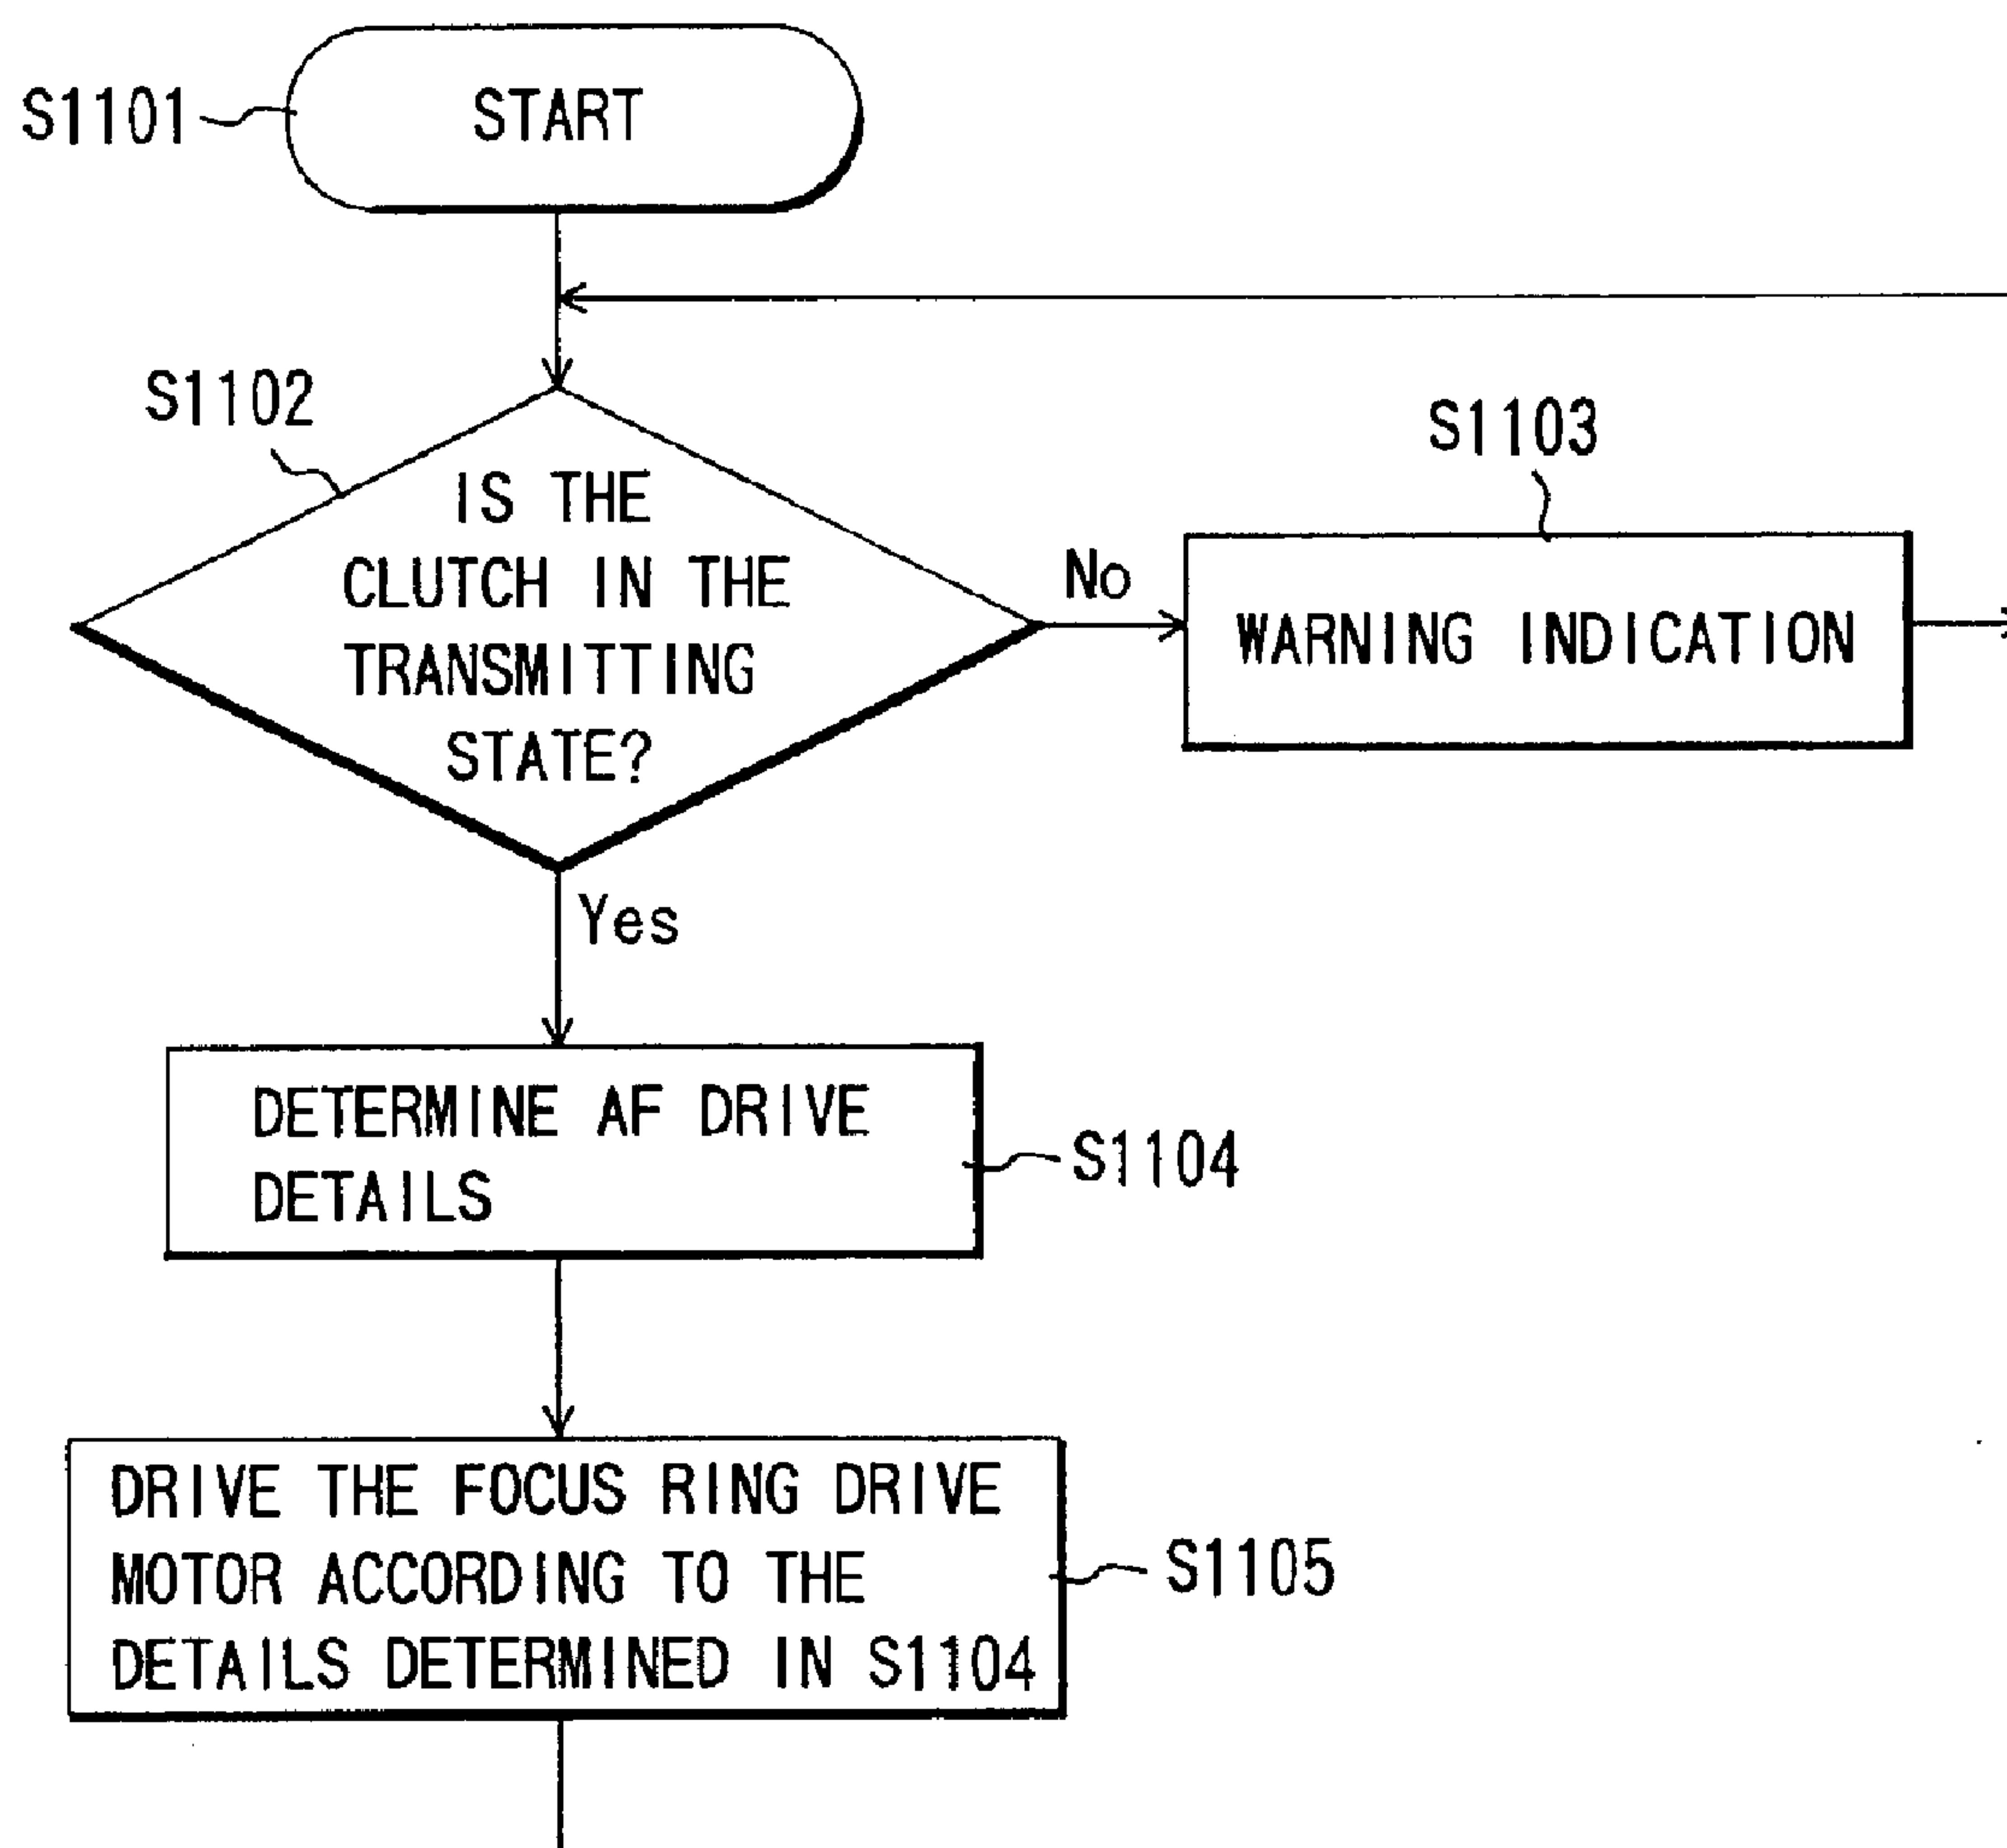 S1101
START
S1102
IS THE
CLUTCH IN THE
TRANSMITTING
STATE?
No
S1103
WARNING INDICATION
Yes
DETERMINE AF DRIVE
DETAILS
S1104
DRIVE THE FOCUS RING DRIVE
MOTOR ACCORDING TO THE
DETAILS DETERMINED IN S1104
S1105